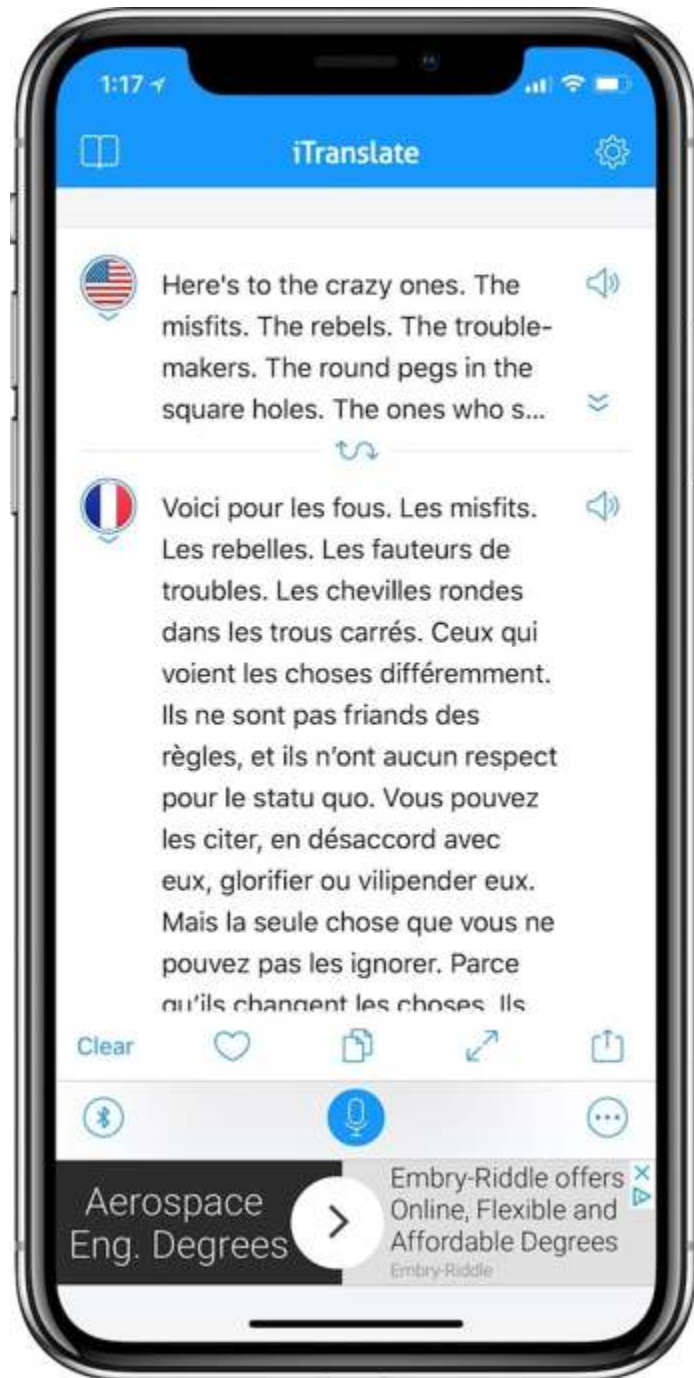 1:17
iTranslate
Here's to the crazy ones. The
misfits. The rebels. The trouble-
makers. The round pegs in the
square holes. The ones who s...
Voici pour les fous. Les misfits.
Les rebelles. Les fauteurs de
troubles. Les chevilles rondes
dans les trous carrés. Ceux qui
voient les choses différemment.
Ils ne sont pas friands des
règles, et ils n'ont aucun respect
pour le statu quo. Vous pouvez
les citer, en désaccord avec
eux, glorifier ou vilipender eux.
Mais la seule chose que vous ne
pouvez pas les ignorer. Parce
qu'ils changent les choses. Ils
Clear
Aerospace
Eng. Degrees
Embry-Riddle offers
Online, Flexible and
Affordable Degrees
Embry-Riddle